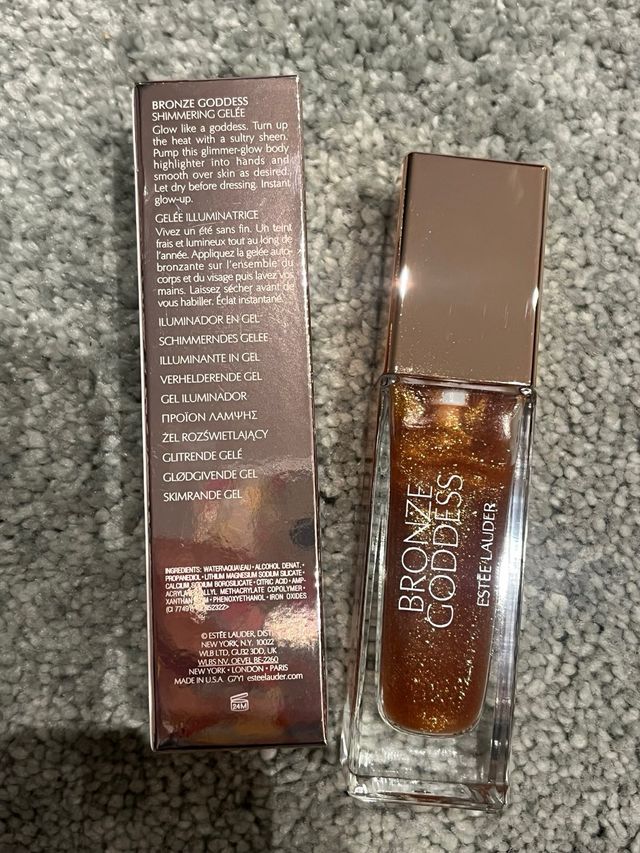 BRONZE GODDESS
SHIMMERING GELÉE
Glow like a goddess. Turn up
the heat with a sultry sheen.
Pump this glimmer-glow body
highlighter into hands and
smooth over skin as desired.
Let dry before dressing. Instant
glow-up.
GELÉE ILLUMINATRICE
Vivez un été sans fin. Un teint
frais et lumineux tout au long de
l'année. Appliquez la gelée auto-
bronzante sur l'ensemble du
corps et du visage puis lavez vos
mains. Laissez sécher avant de
vous habiller. Éclat instantané.
ILUMINADOR EN GEL
SCHIMMERNDES GELEE
ILLUMINANTE IN GEL
VERHELDERENDE GEL
GEL ILUMINADOR
ΠΡΟΪΟΝ ΛΑΜΨΗΣ
ŻEL ROZŚWIETLAJĄCY
GLITRENDE GELÉ
GLØDGIVENDE GEL
SKIMRANDE GEL
INGREDIENTS: WATER\AQUA\EAU • ALCOHOL DENAT. •
PROPANEDIOL • LITHIUM MAGNESIUM SODIUM SILICATE •
CALCIUM SODIUM BOROSILICATE • CITRIC ACID • AMP-
METHACRYLATE COPOLYMER •
XANTHAN • PHENOXYETHANOL • IRON OXIDES
© ESTÉE LAUDER, DIST.
NEW YORK, N.Y. 10022
WLB LTD, GU32 3DD, UK
WLBS NV, OEVEL BE-2260
NEW YORK • LONDON • PARIS
MADE IN U.S.A. G7Y1 esteelauder.com
24M
BRONZE
GODDESS
ESTĒE LAUDER